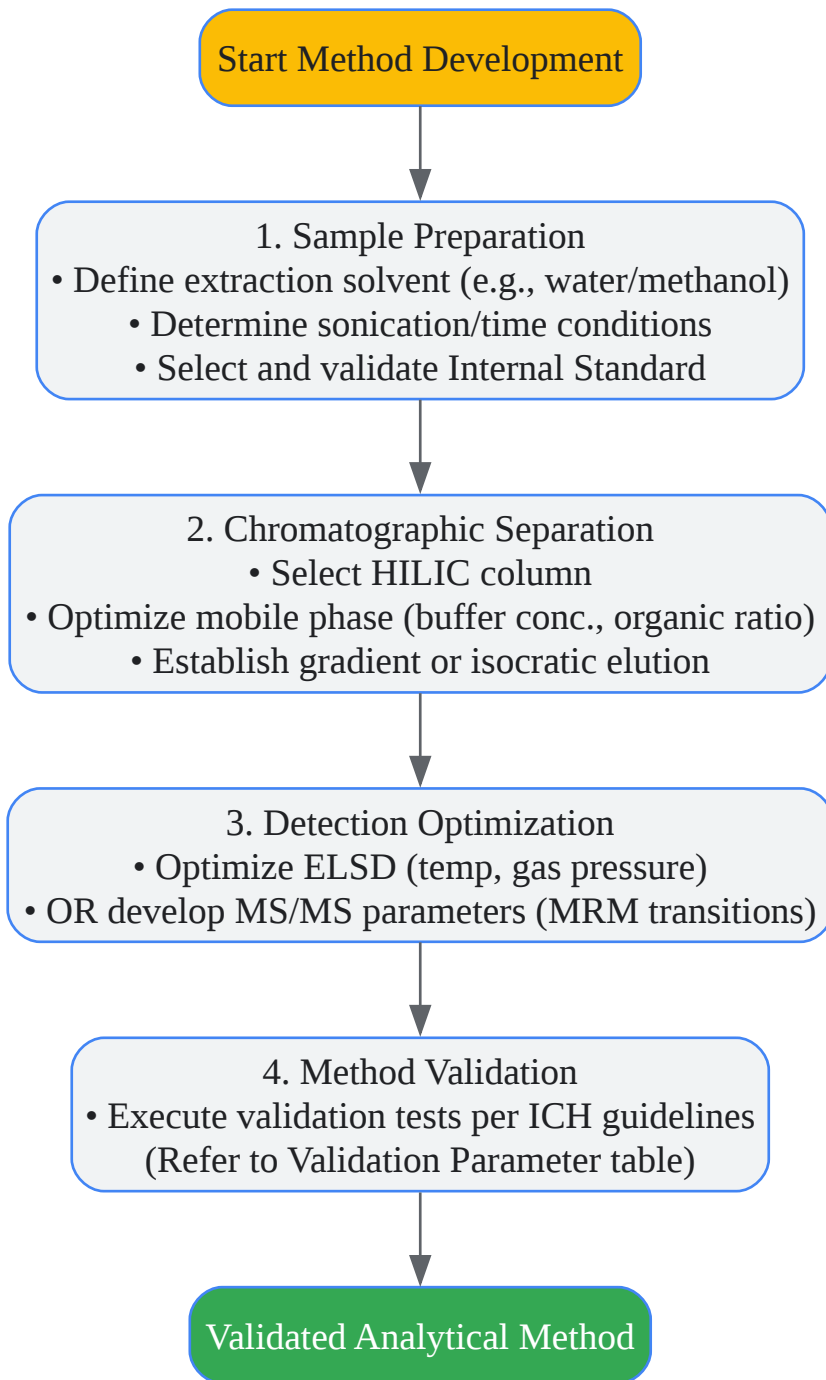 Start Method Development
1. Sample Preparation
• Define extraction solvent (e.g., water/methanol)
• Determine sonication/time conditions
• Select and validate Internal Standard
2. Chromatographic Separation
• Select HILIC column
• Optimize mobile phase (buffer conc., organic ratio)
• Establish gradient or isocratic elution
3. Detection Optimization
• Optimize ELSD (temp, gas pressure)
• OR develop MS/MS parameters (MRM transitions)
4. Method Validation
• Execute validation tests per ICH guidelines
(Refer to Validation Parameter table)
Validated Analytical Method